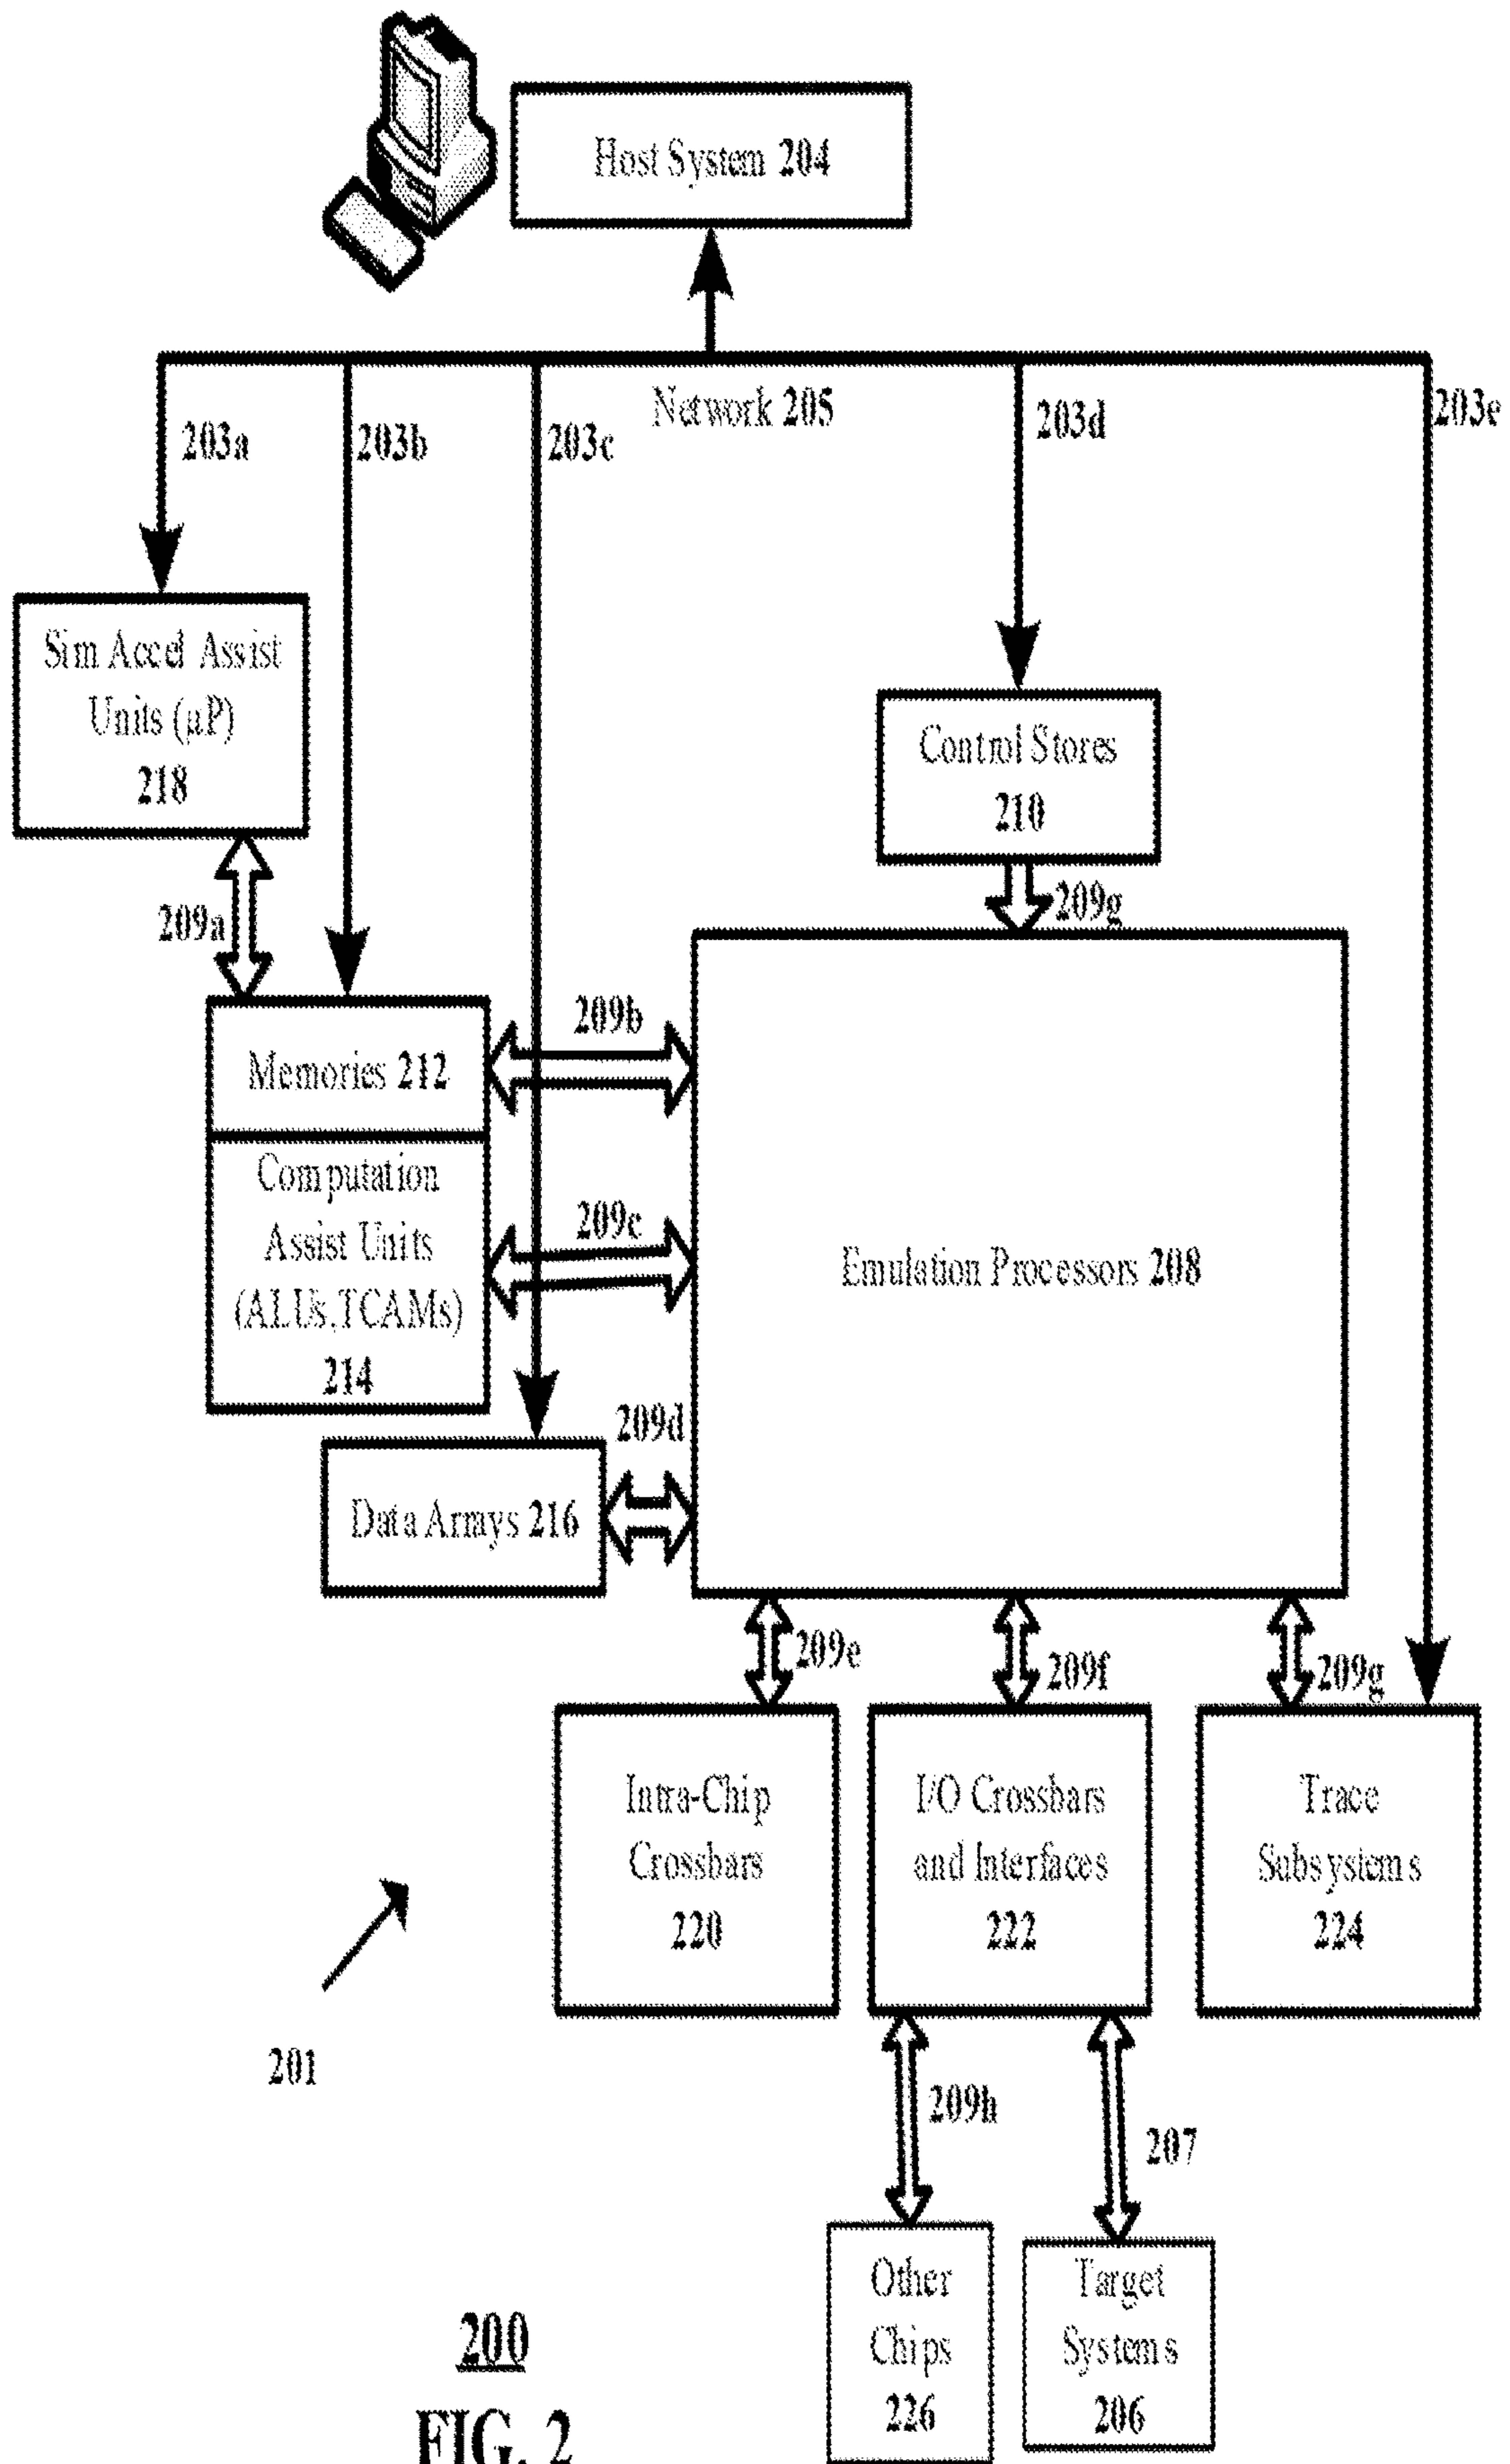 Host System 204
Network 205
203a
203b
203c
203d
203e
Sim Accel Assist
Units (µP)
218
Control Stores
210
209a
209g
Memories 212
209b
Computation
Assist Units
(ALUs,TCAMs)
214
209c
Emulation Processors 208
209d
Data Arrays 216
209e
209f
209g
Intra-Chip
Crossbars
220
I/O Crossbars
and Interfaces
222
Trace
Subsystems
224
201
209h
207
Other
Chips
226
Target
Systems
206
200
FIG. 2